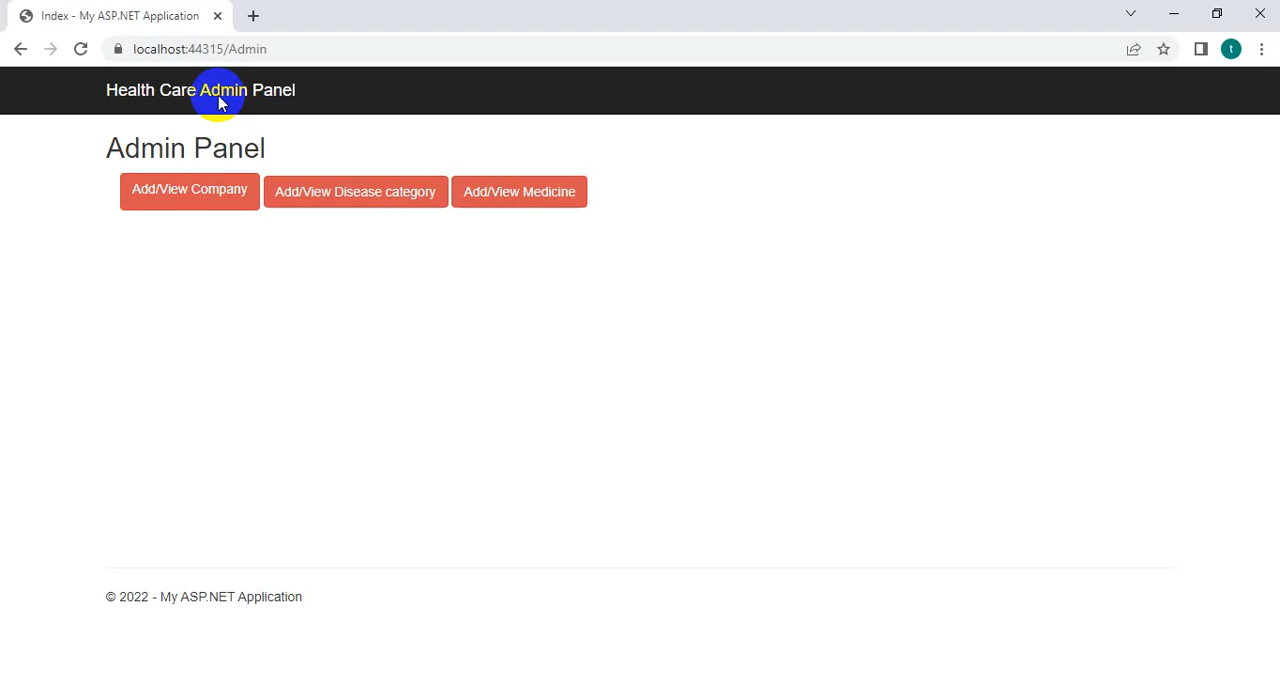 Index - My ASP.NET Application
localhost:44315/Admin
t
Health Care Admin Panel
Admin Panel
Add/View Company
Add/View Disease category
Add/View Medicine
© 2022 - My ASP.NET Application